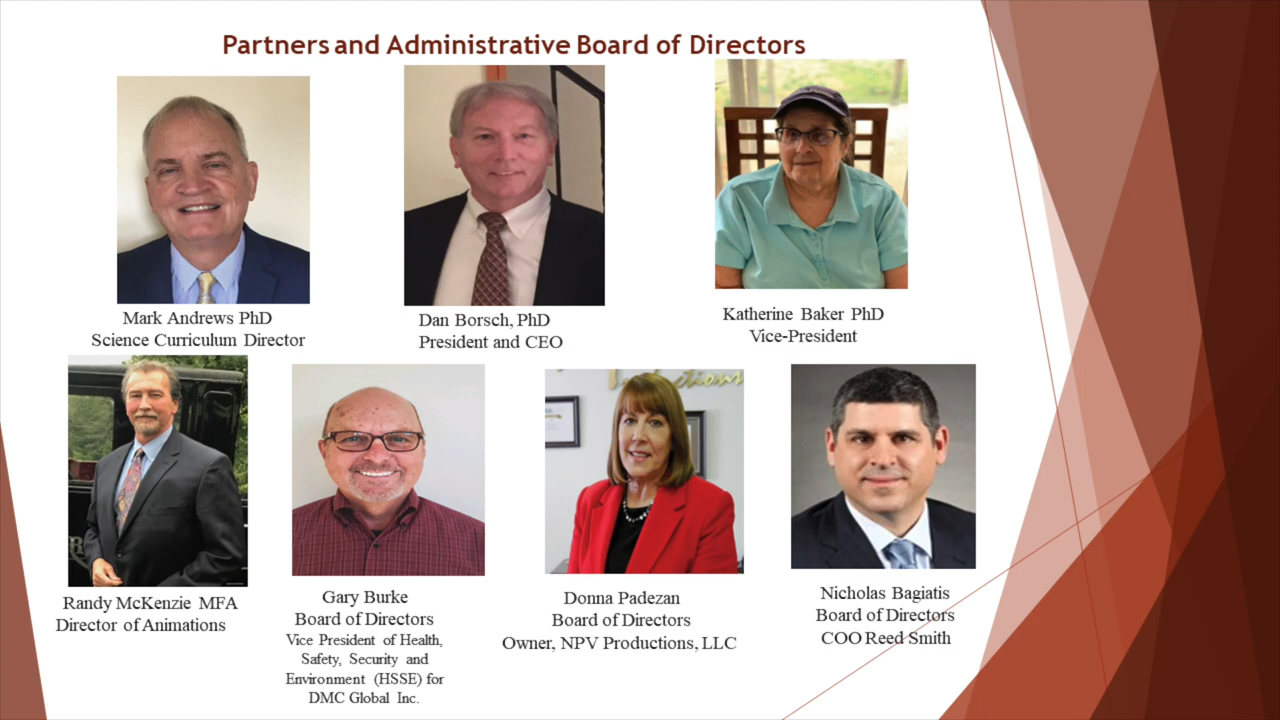 Partners and Administrative Board of Directors
Mark Andrews PhD
Science Curriculum Director
Dan Borsch, PhD
President and CEO
Katherine Baker PhD
Vice-President
Randy McKenzie MFA
Director of Animations
Gary Burke
Board of Directors
Vice President of Health,
Safety, Security and
Environment (HSSE) for
DMC Global Inc.
Donna Padezan
Board of Directors
Owner, NPV Productions, LLC
Nicholas Bagiatis
Board of Directors
COO Reed Smith